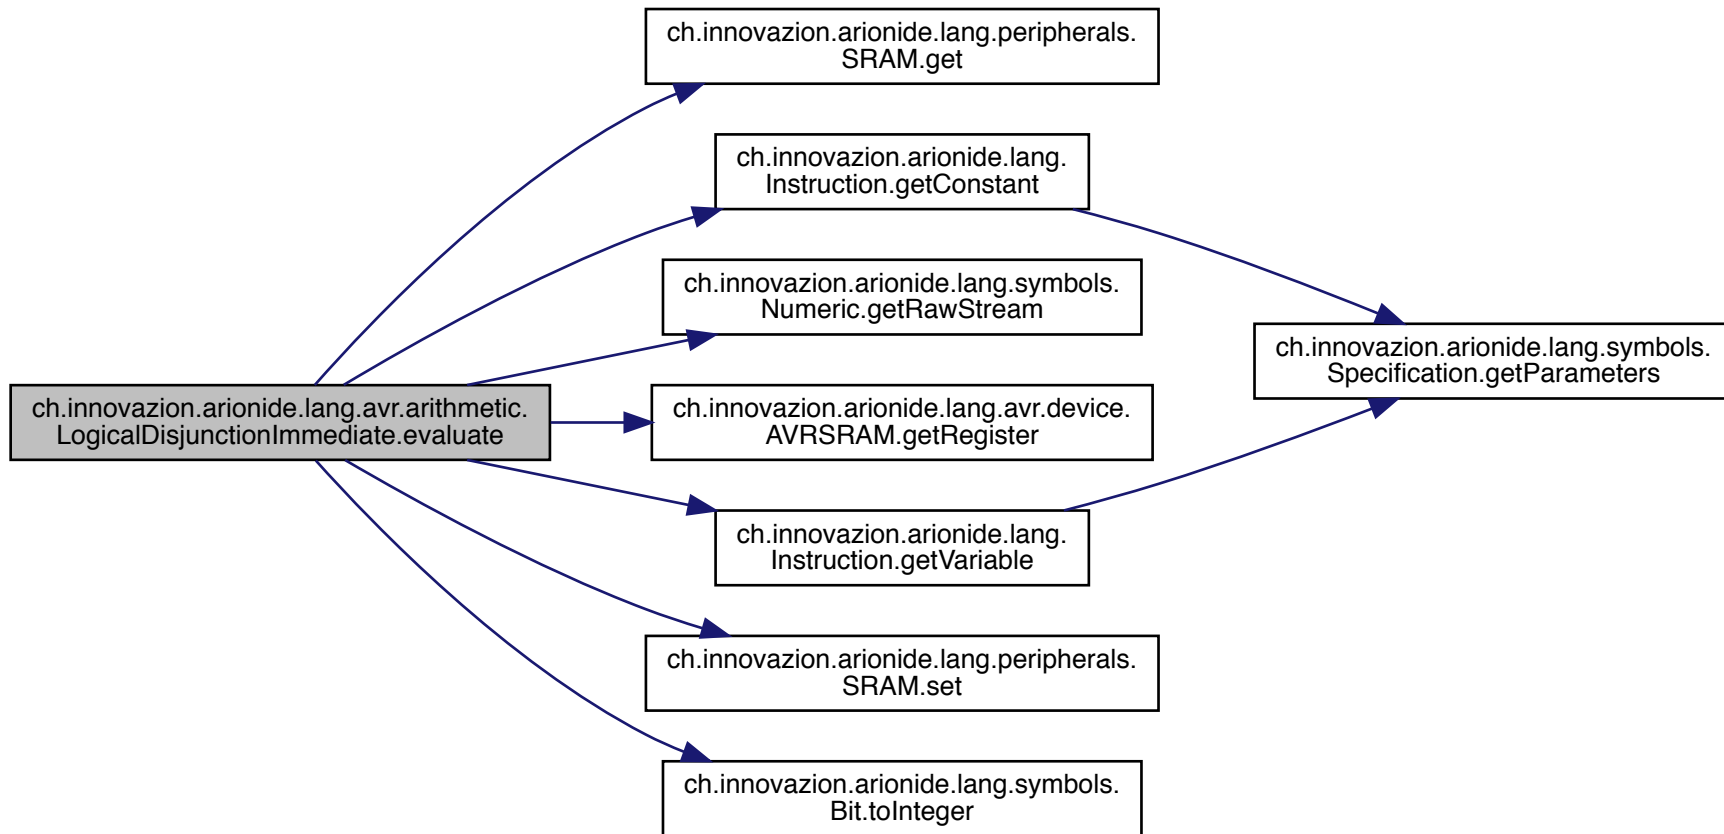 ch.innovazion.arionide.lang.peripherals.
SRAM.get
ch.innovazion.arionide.lang.
Instruction.getConstant
ch.innovazion.arionide.lang.symbols.
Numeric.getRawStream
ch.innovazion.arionide.lang.symbols.
Specification.getParameters
ch.innovazion.arionide.lang.avr.arithmetic.
LogicalDisjunctionImmediate.evaluate
ch.innovazion.arionide.lang.avr.device.
AVRSRAM.getRegister
ch.innovazion.arionide.lang.
Instruction.getVariable
ch.innovazion.arionide.lang.peripherals.
SRAM.set
ch.innovazion.arionide.lang.symbols.
Bit.toInteger